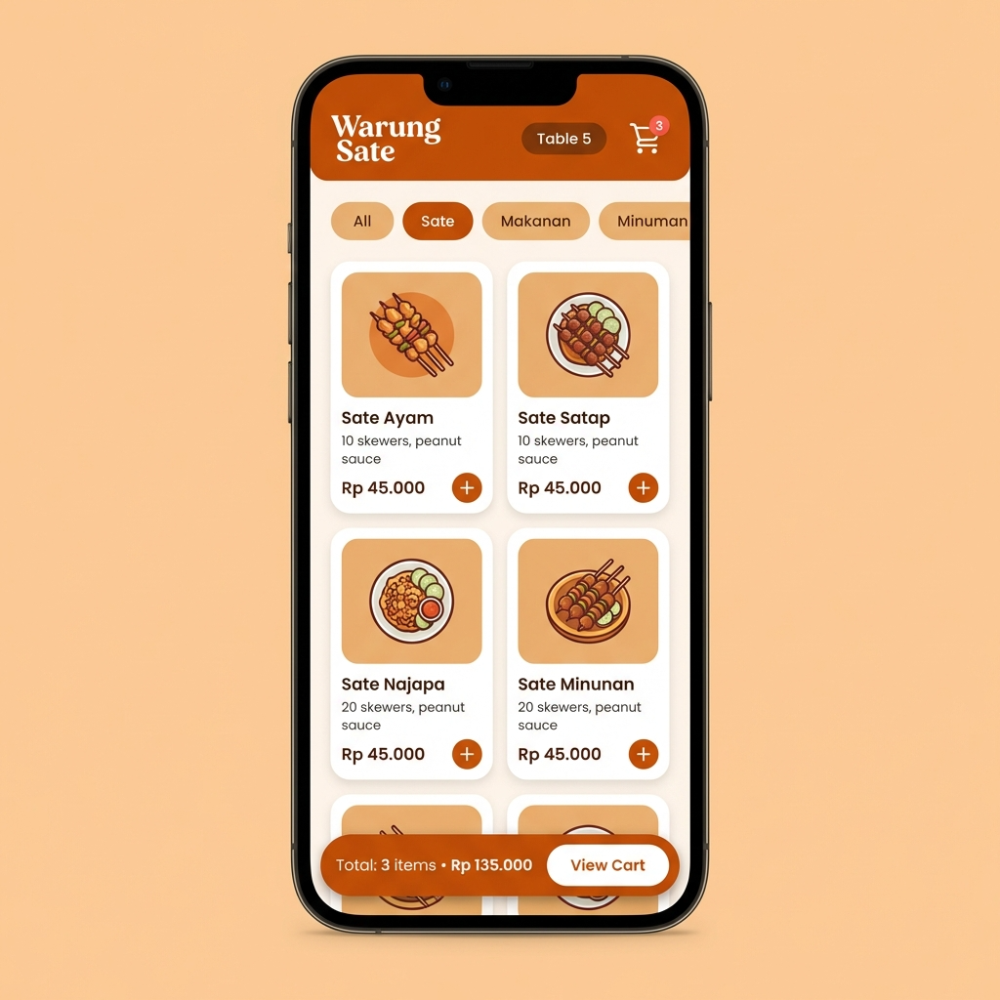 Warung
Sate
Table 5
3
All
Sate
Makanan
Minuman
Sate Ayam
10 skewers, peanut
sauce
Rp 45.000
Sate Satap
10 skewers, peanut
sauce
Rp 45.000
Sate Najapa
20 skewers, peanut
sauce
Rp 45.000
Sate Minunan
20 skewers, peanut
sauce
Rp 45.000
Total: 3 items • Rp 135.000
View Cart